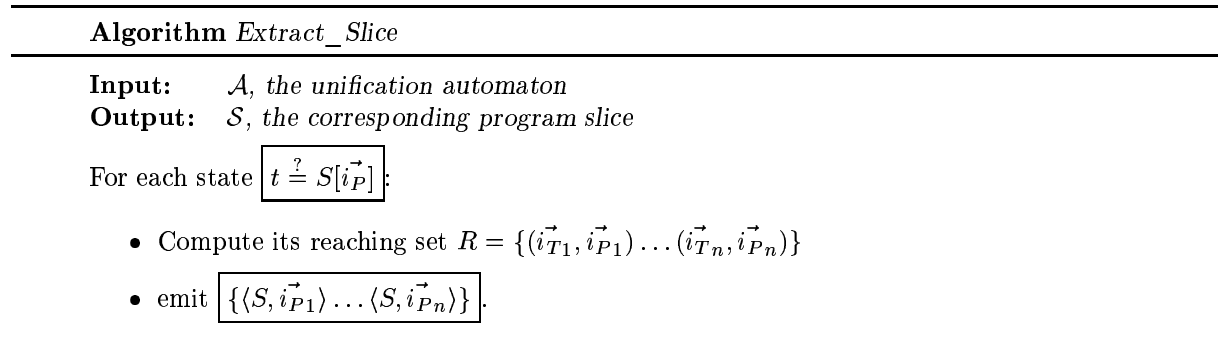 Algorithm Extract_Slice
Input: 𝒜, the unification automaton
Output: 𝒮, the corresponding program slice
For each state t ≟ S[i⃗_P]:
• Compute its reaching set R = {(i⃗_T1, i⃗_P1) … (i⃗_Tn, i⃗_Pn)}
• emit {⟨S, i⃗_P1⟩ … ⟨S, i⃗_Pn⟩}.